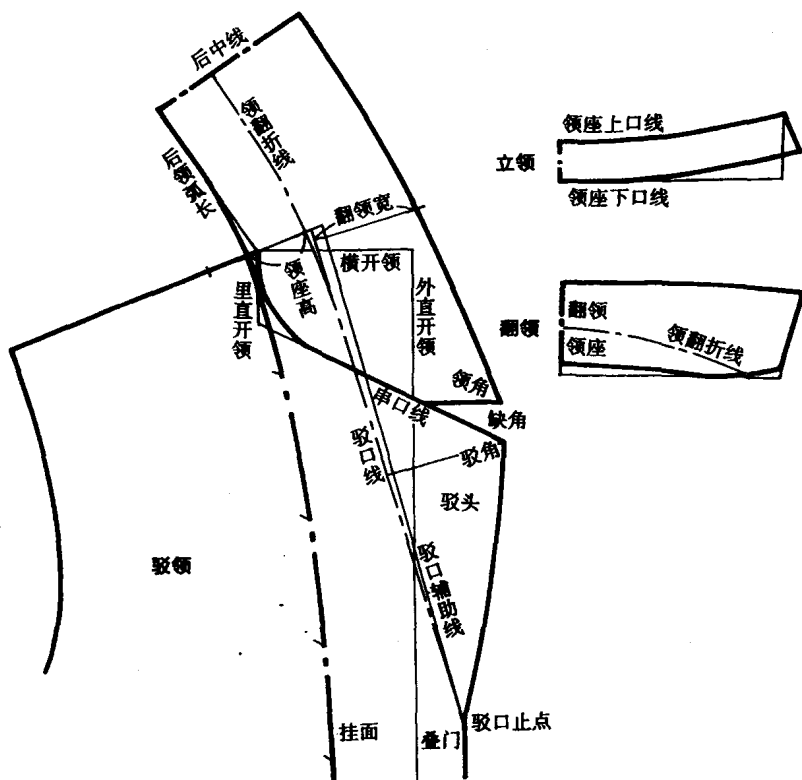 后中线
领翻折线
后领弧长
翻领宽
横开领
领座高
里直开领
外直开领
领角
串口线
缺角
驳角
驳口线
驳头
驳口辅助线
驳领
挂面
叠门
驳口止点
领座上口线
立领
领座下口线
翻领
翻领
领座
领翻折线